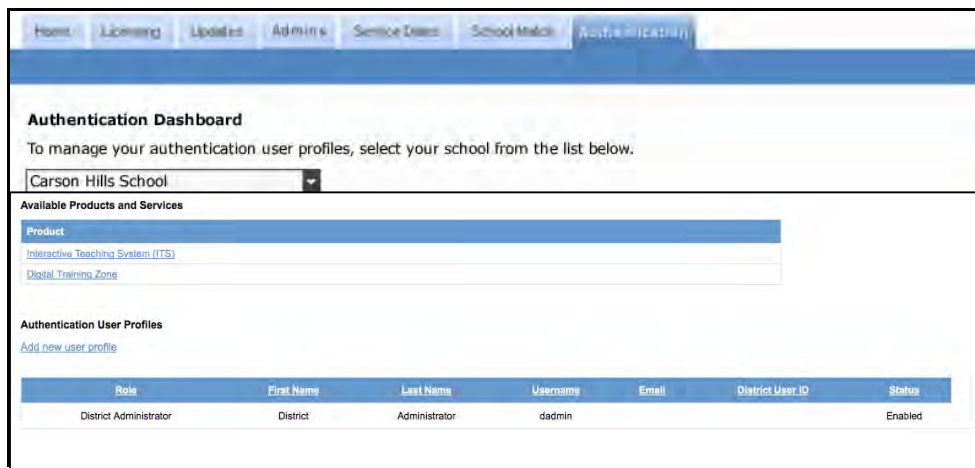 Home Licensing Updates Admins Service Dates School Match Authentication
Authentication Dashboard
To manage your authentication user profiles, select your school from the list below.
Carson Hills School
Available Products and Services
Product
Interactive Teaching System (ITS)
Digital Training Zone
Authentication User Profiles
Add new user profile
Role First Name Last Name Username Email District User ID Status
District Administrator District Administrator dadmin Enabled